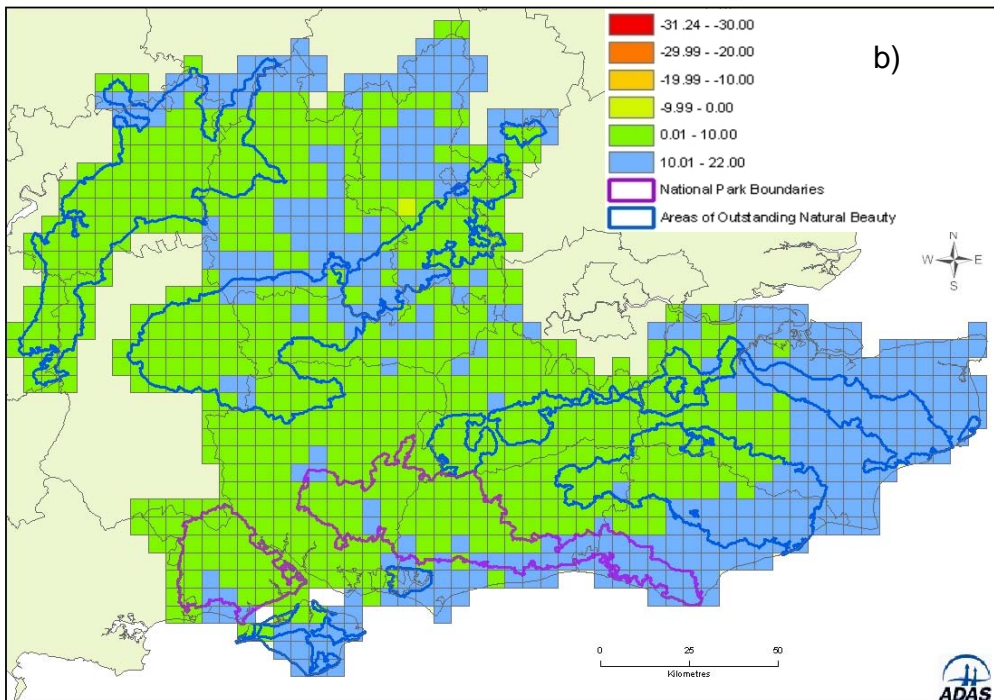 -31.24 - -30.00
-29.99 - -20.00
-19.99 - -10.00
-9.99 - 0.00
0.01 - 10.00
10.01 - 22.00
National Park Boundaries
Areas of Outstanding Natural Beauty
b)
N
W E
S
0 25 50
Kilometres
ADAS